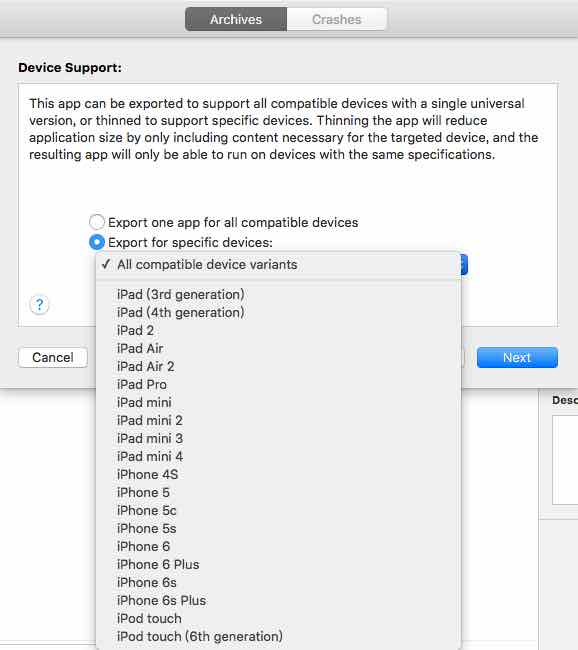 Archives Crashes
Device Support:
This app can be exported to support all compatible devices with a single universal
version, or thinned to support specific devices. Thinning the app will reduce
application size by only including content necessary for the targeted device, and the
resulting app will only be able to run on devices with the same specifications.
Export one app for all compatible devices
Export for specific devices:
✓ All compatible device variants
iPad (3rd generation)
iPad (4th generation)
iPad 2
iPad Air
iPad Air 2
iPad Pro
iPad mini
iPad mini 2
iPad mini 3
iPad mini 4
iPhone 4S
iPhone 5
iPhone 5c
iPhone 5s
iPhone 6
iPhone 6 Plus
iPhone 6s
iPhone 6s Plus
iPod touch
iPod touch (6th generation)
?
Cancel
Next
Desc